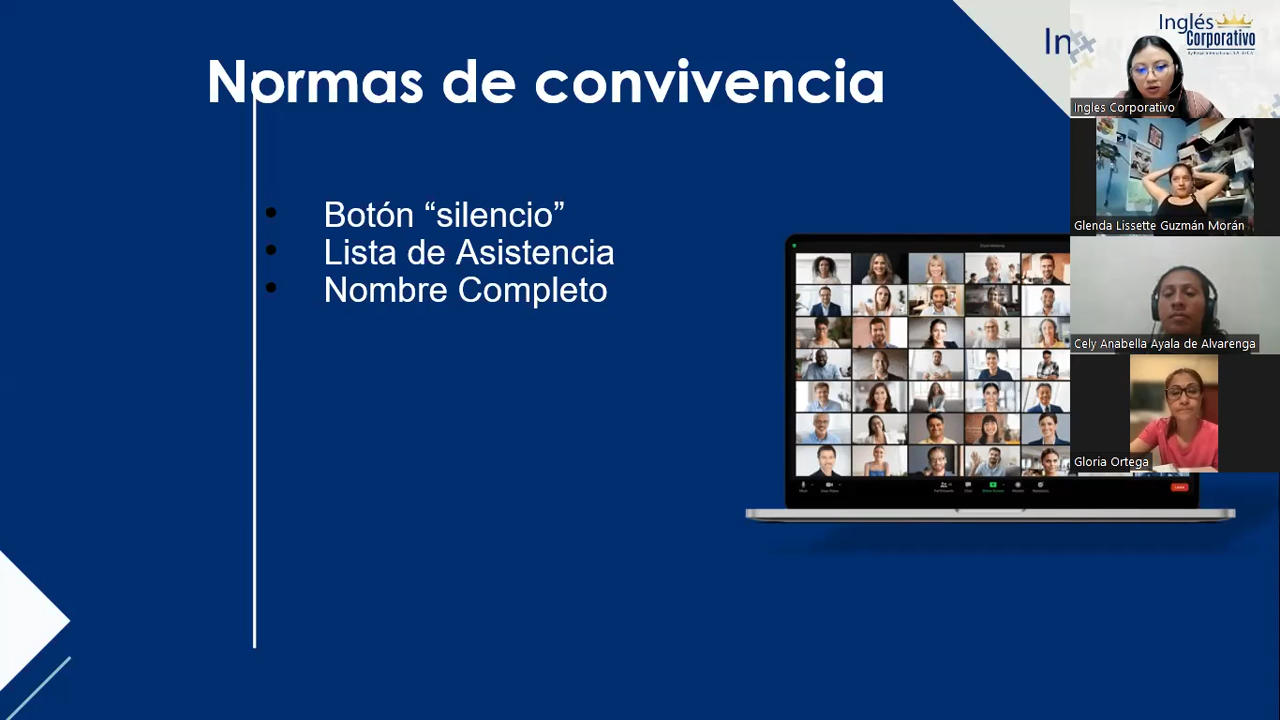 Normas de convivencia
Botón “silencio”
Lista de Asistencia
Nombre Completo
In
Inglés
Corporativo
Ingles Corporativo
Glenda Lissette Guzmán Morán
Cely Anabella Ayala de Alvarenga
Gloria Ortega